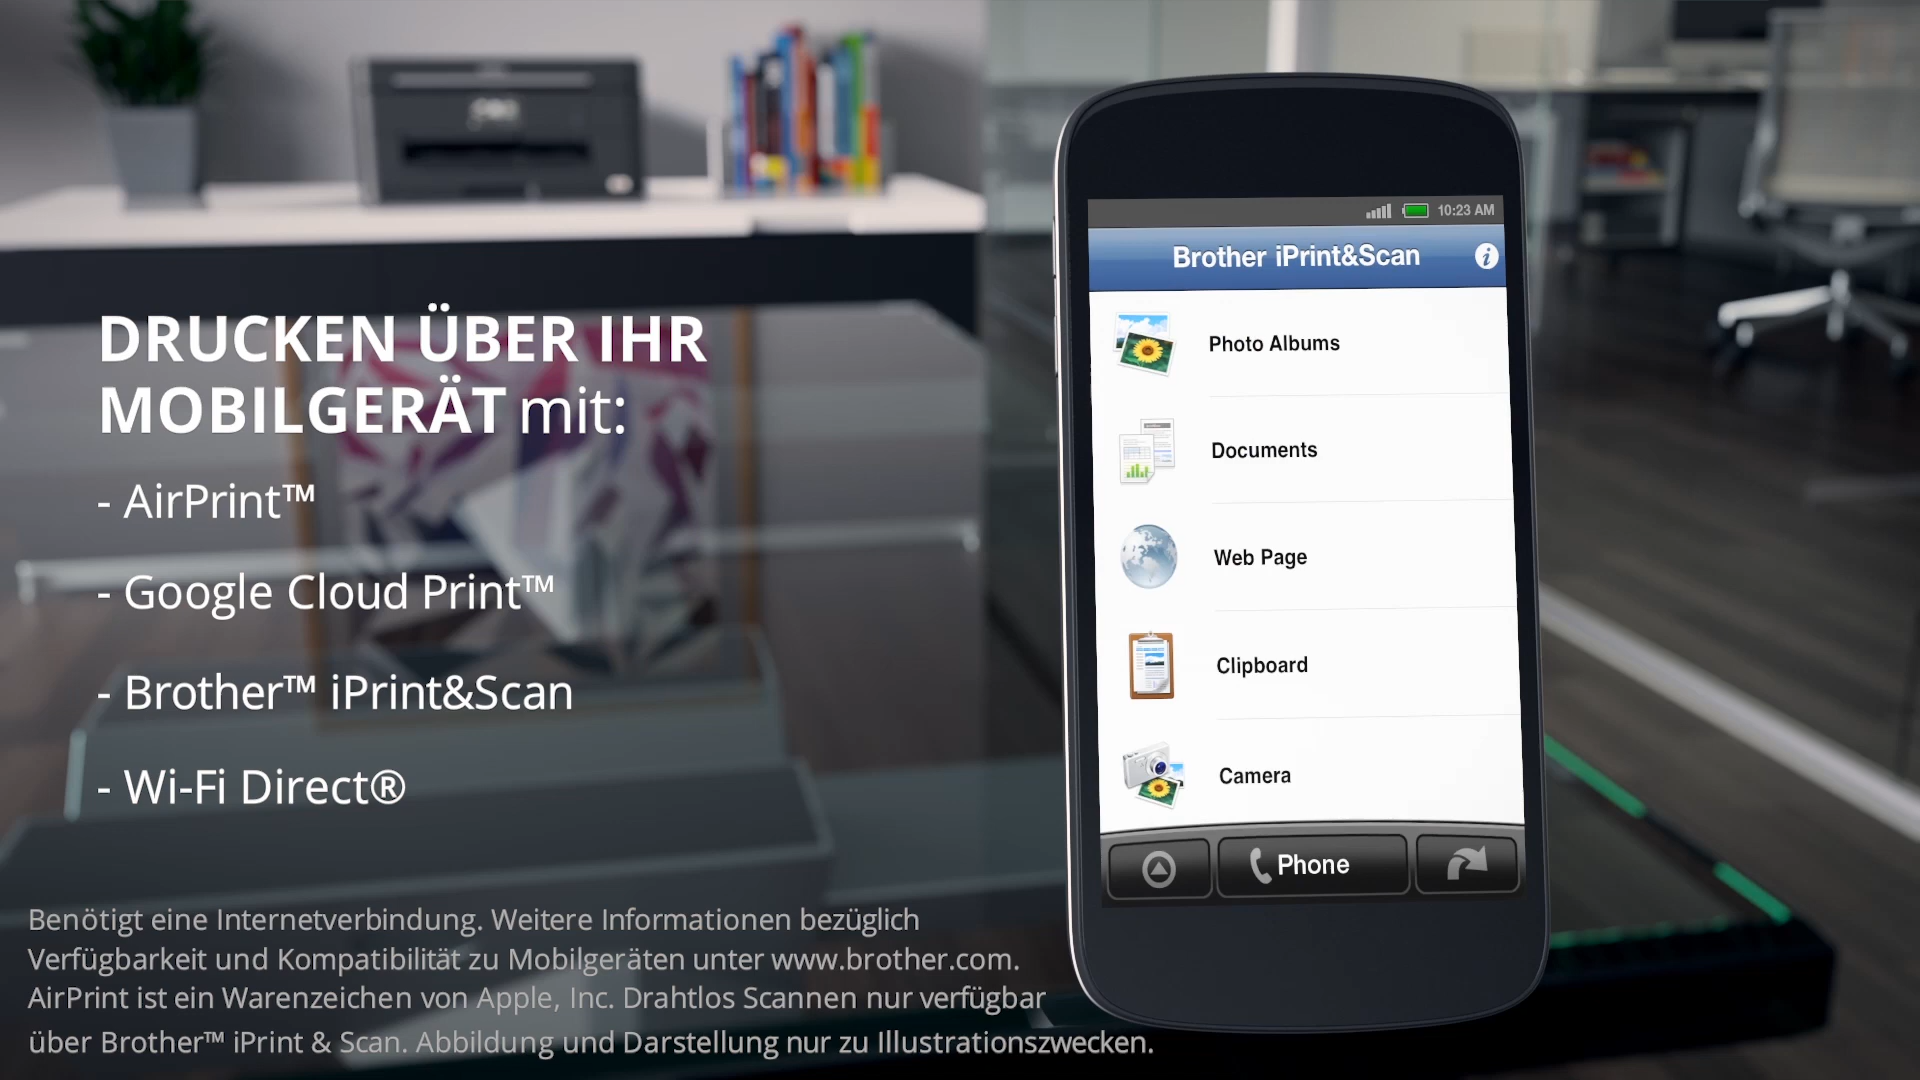 DRUCKEN ÜBER IHR
MOBILGERÄT mit:
- AirPrint™
- Google Cloud Print™
- Brother™ iPrint&Scan
- Wi-Fi Direct®
Benötigt eine Internetverbindung. Weitere Informationen bezüglich
Verfügbarkeit und Kompatibilität zu Mobilgeräten unter www.brother.com.
AirPrint ist ein Warenzeichen von Apple, Inc. Drahtlos Scannen nur verfügbar
über Brother™ iPrint & Scan. Abbildung und Darstellung nur zu Illustrationszwecken.
10:23 AM
Brother iPrint&Scan
Photo Albums
Documents
Web Page
Clipboard
Camera
Phone